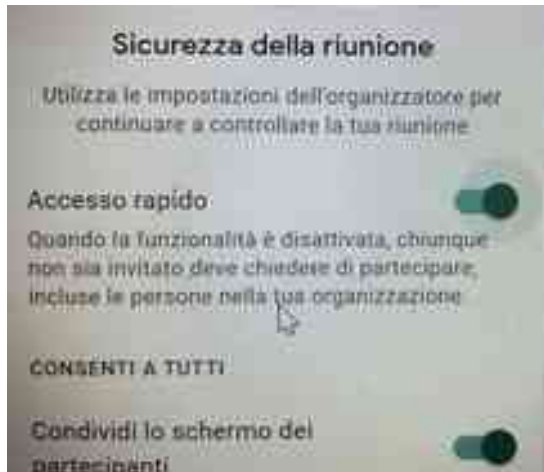 Sicurezza della riunione
Utilizza le impostazioni dell'organizzatore per
continuare a controllare la tua riunione
Accesso rapido
Quando la funzionalità è disattivata, chiunque
non sia invitato deve chiedere di partecipare,
incluse le persone nella tua organizzazione
CONSENTI A TUTTI
Condividi lo schermo dei
partecipanti